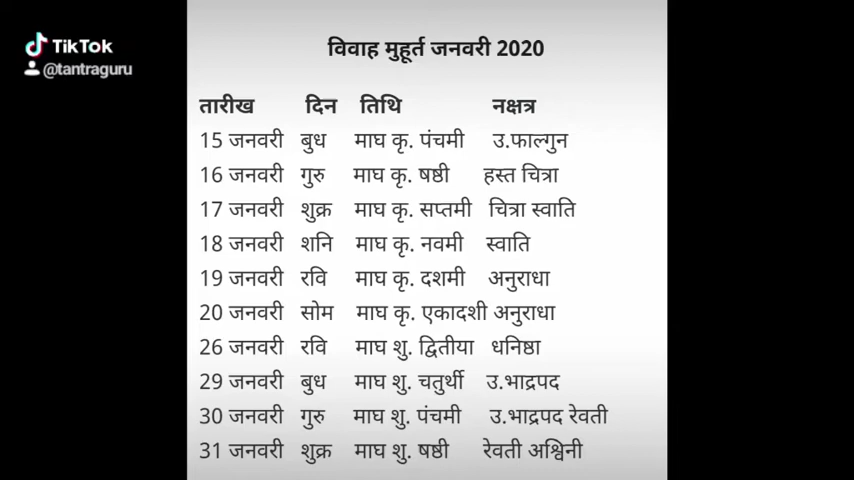 TikTok
@tantraguru
विवाह मुहूर्त जनवरी 2020
तारीख दिन तिथि नक्षत्र
15 जनवरी बुध माघ कृ. पंचमी उ.फाल्गुन
16 जनवरी गुरु माघ कृ. षष्ठी हस्त चित्रा
17 जनवरी शुक्र माघ कृ. सप्तमी चित्रा स्वाति
18 जनवरी शनि माघ कृ. नवमी स्वाति
19 जनवरी रवि माघ कृ. दशमी अनुराधा
20 जनवरी सोम माघ कृ. एकादशी अनुराधा
26 जनवरी रवि माघ शु. द्वितीया धनिष्ठा
29 जनवरी बुध माघ शु. चतुर्थी उ.भाद्रपद
30 जनवरी गुरु माघ शु. पंचमी उ.भाद्रपद रेवती
31 जनवरी शुक्र माघ शु. षष्ठी रेवती अश्विनी